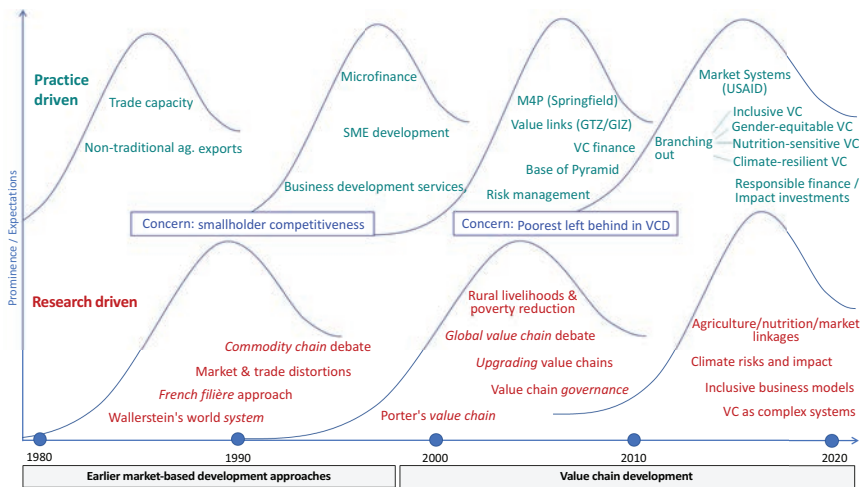 Prominence / Expectations
Practice
driven
Trade capacity
Non-traditional ag. exports
Microfinance
SME development
Business development services,
M4P (Springfield)
Value links (GTZ/GIZ)
VC finance
Base of Pyramid
Risk management
Market Systems
(USAID)
Branching
out
Inclusive VC
Gender-equitable VC
Nutrition-sensitive VC
Climate-resilient VC
Responsible finance /
Impact investments
Concern: smallholder competitiveness
Concern: Poorest left behind in VCD
Research driven
Commodity chain debate
Market & trade distortions
French filière approach
Wallerstein's world system
Rural livelihoods &
poverty reduction
Global value chain debate
Upgrading value chains
Value chain governance
Porter's value chain
Agriculture/nutrition/market
linkages
Climate risks and impact
Inclusive business models
VC as complex systems
1980
1990
2000
2010
2020
Earlier market-based development approaches
Value chain development